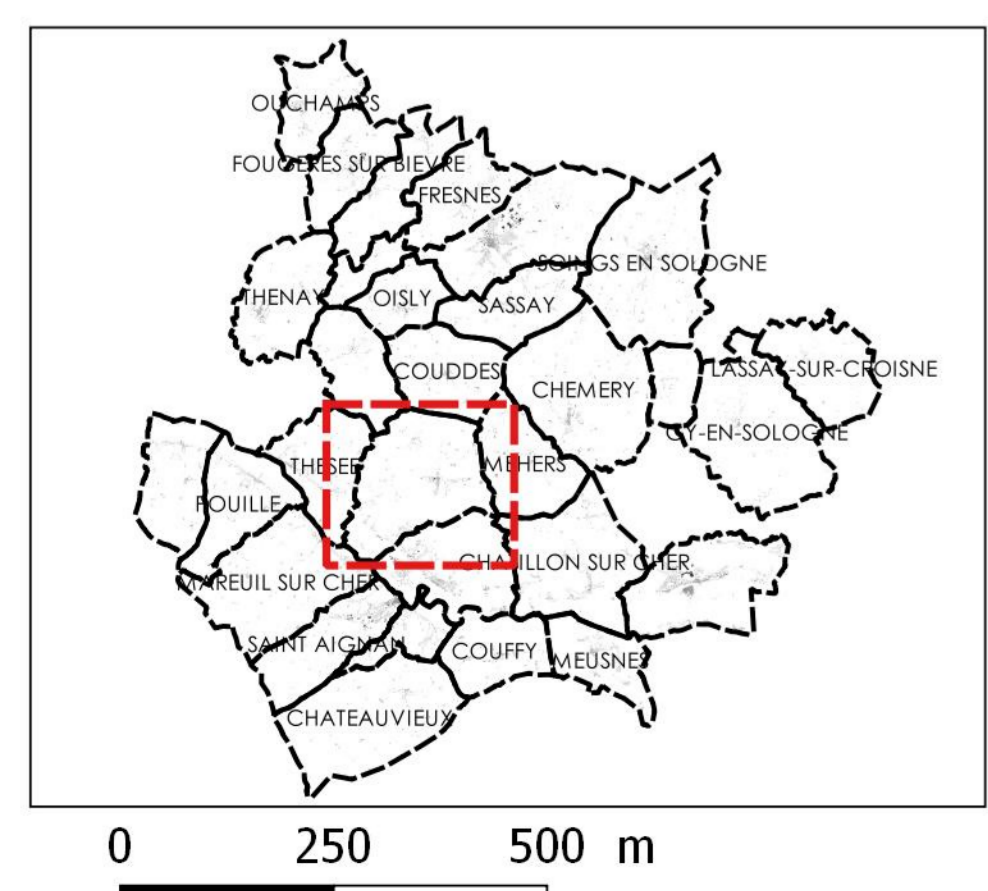 OUCHAMPS
FOUGERES SUR BIEVRE
FRESNES
SOINGS EN SOLOGNE
THENAY
OISLY
SASSAY
COUDDES
CHEMERY
LASSAY-SUR-CROISNE
GY-EN-SOLOGNE
THESEE
MEHERS
POUILLE
CHATILLON SUR CHER
MAREUIL SUR CHER
SAINT AIGNAN
COUFFY
MEUSNES
CHATEAUVIEUX
0 250 500 m